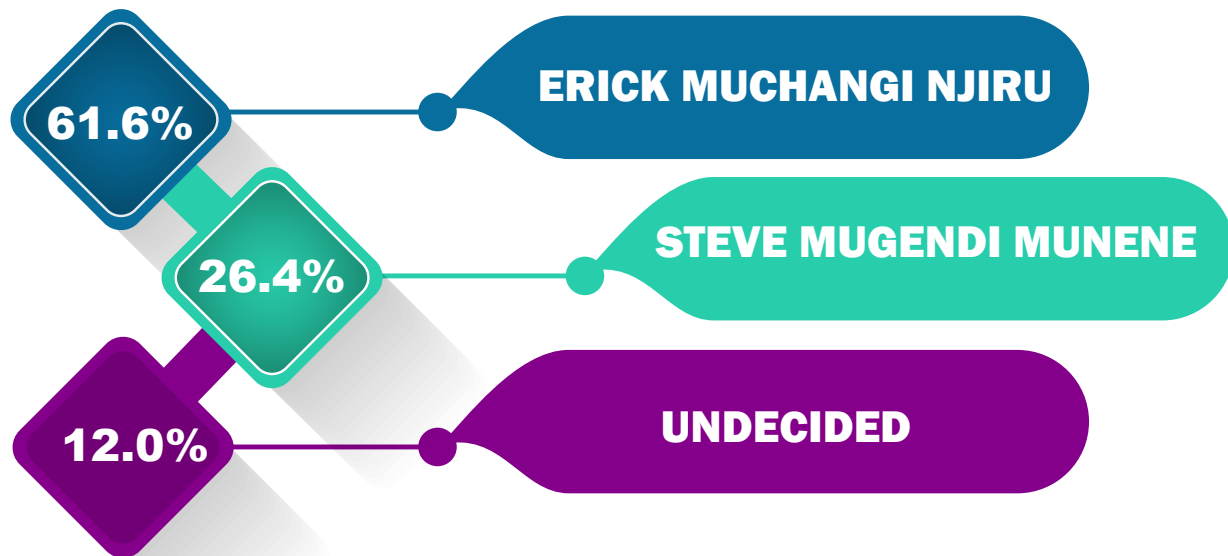 61.6%
ERICK MUCHANGI NJIRU
26.4%
STEVE MUGENDI MUNENE
12.0%
UNDECIDED